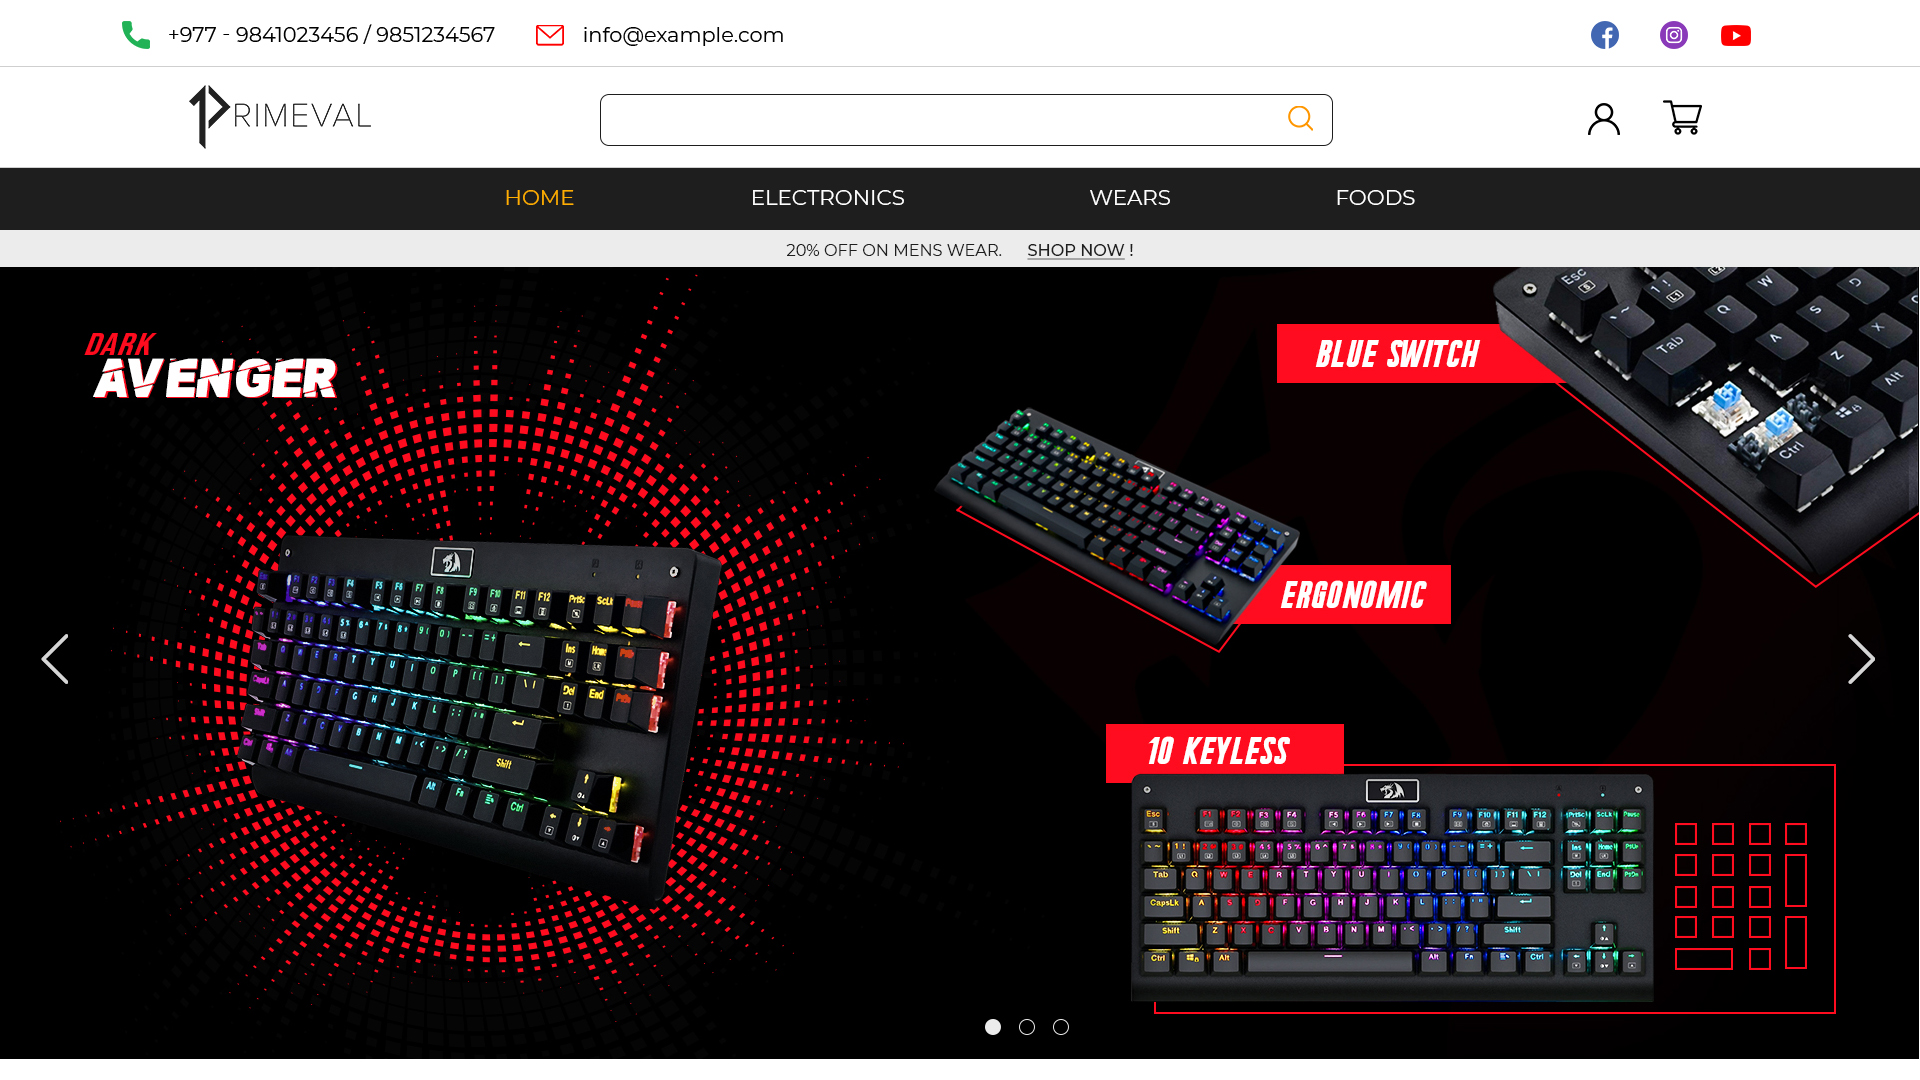 +977 - 9841023456 / 9851234567
info@example.com
PRIMEVAL
HOME
ELECTRONICS
WEARS
FOODS
20% OFF ON MENS WEAR. SHOP NOW !
DARK
AVENGER
BLUE SWITCH
ERGONOMIC
10 KEYLESS